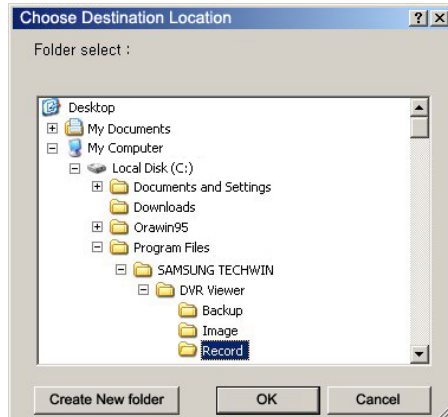 Choose Destination Location
Folder select :
Desktop
My Documents
My Computer
Local Disk (C:)
Documents and Settings
Downloads
Orawin95
Program Files
SAMSUNG TECHWIN
DVR Viewer
Backup
Image
Record
Create New folder
OK
Cancel